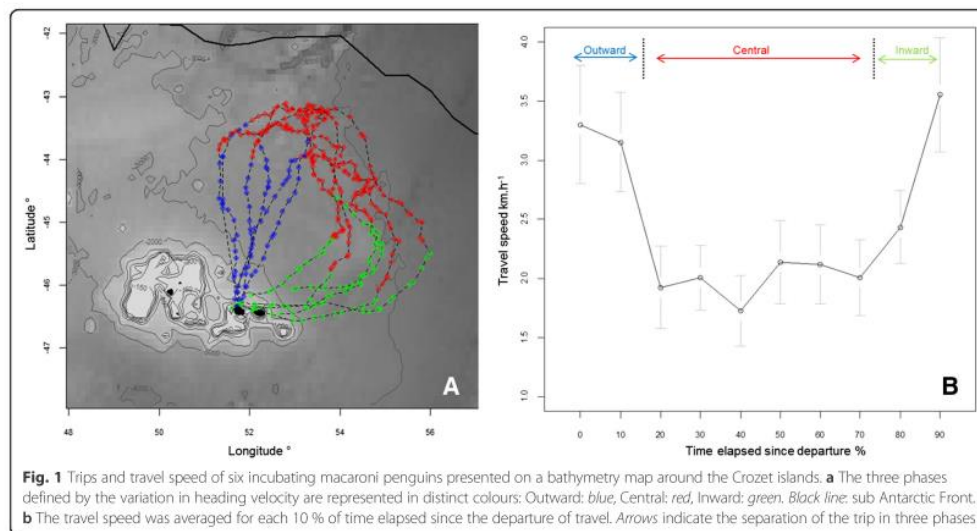 -42
-43
-44
-45
-46
-47
Latitude °
48
50
52
54
56
Longitude °
A
Outward
Central
Inward
4.0
3.5
3.0
2.5
2.0
1.5
1.0
Travel speed km.h-1
0
10
20
30
40
50
60
70
80
90
Time elapsed since departure %
B
Fig. 1 Trips and travel speed of six incubating macaroni penguins presented on a bathymetry map around the Crozet islands. a The three phases
defined by the variation in heading velocity are represented in distinct colours: Outward: blue, Central: red, Inward: green. Black line: sub Antarctic Front.
b The travel speed was averaged for each 10 % of time elapsed since the departure of travel. Arrows indicate the separation of the trip in three phases